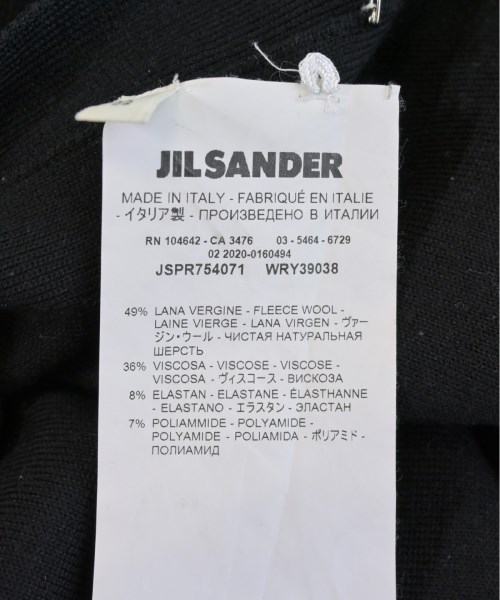 JIL SANDER
MADE IN ITALY - FABRIQUÉ EN ITALIE
- イタリア製 - ПРОИЗВЕДЕНО В ИТАЛИИ
RN 104642 - CA 3476 03 - 5464 - 6729
02 2020-0160494
JSPR754071 WRY39038
49% LANA VERGINE - FLEECE WOOL -
LAINE VIERGE - LANA VIRGEN - ヴァー
ジン・ウール - ЧИСТАЯ НАТУРАЛЬНАЯ
ШЕРСТЬ
36% VISCOSA - VISCOSE - VISCOSE -
VISCOSA - ヴィスコース - ВИСКОЗА
8% ELASTAN - ELASTANE - ÉLASTHANNE
- ELASTANO - エラスタン - ЭЛАСТАН
7% POLIAMMIDE - POLYAMIDE -
POLYAMIDE - POLIAMIDA - ポリアミド -
ПОЛИАМИД